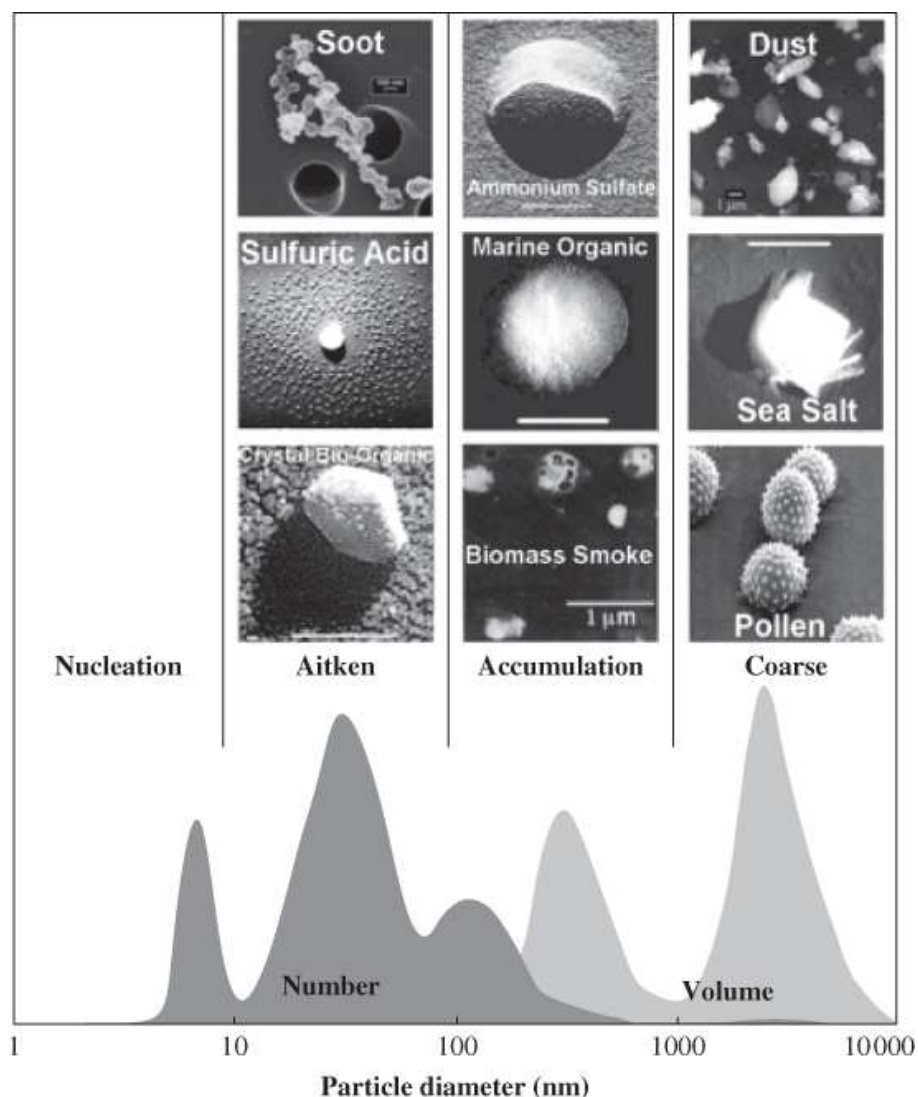 Soot
Ammonium Sulfate
Dust
1 μm
Sulfuric Acid
Marine Organic
Sea Salt
Crystal Bio-Organic
Biomass Smoke
1 μm
Pollen
Nucleation
Aitken
Accumulation
Coarse
Number
Volume
1
10
100
1000
10000
Particle diameter (nm)